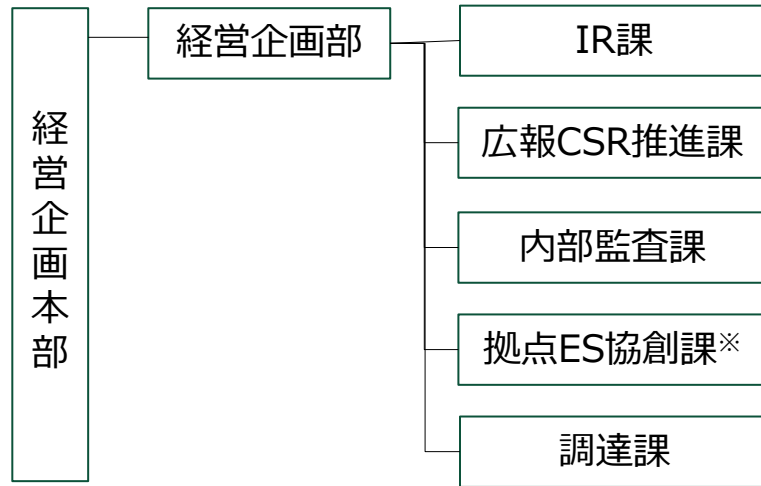 経営企画本部
経営企画部
IR課
広報CSR推進課
内部監査課
拠点ES協創課※
調達課